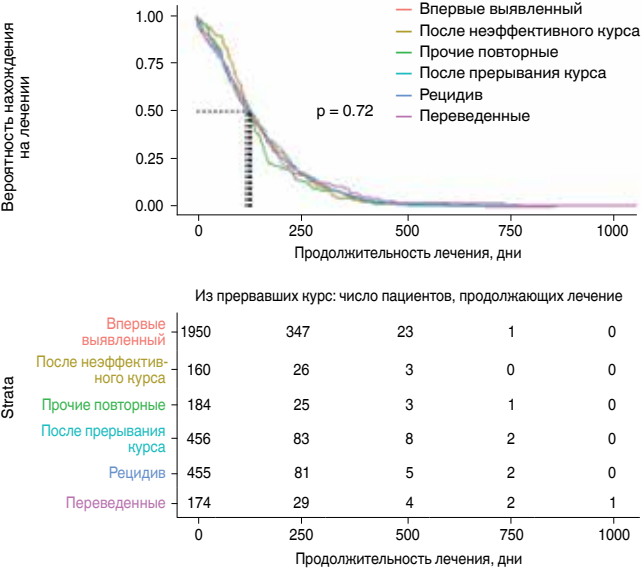 Вероятность нахождения
на лечении
1.00
0.75
0.50
0.25
0.00
p = 0.72
Впервые выявленный
После неэффективного курса
Прочие повторные
После прерывания курса
Рецидив
Переведенные
0 250 500 750 1000
Продолжительность лечения, дни
Из прервавших курс: число пациентов, продолжающих лечение
Strata
Впервые
выявленный 1950 347 23 1 0
После неэффектив-
ного курса 160 26 3 0 0
Прочие повторные 184 25 3 1 0
После прерывания
курса 456 83 8 2 0
Рецидив 455 81 5 2 0
Переведенные 174 29 4 2 1
0 250 500 750 1000
Продолжительность лечения, дни